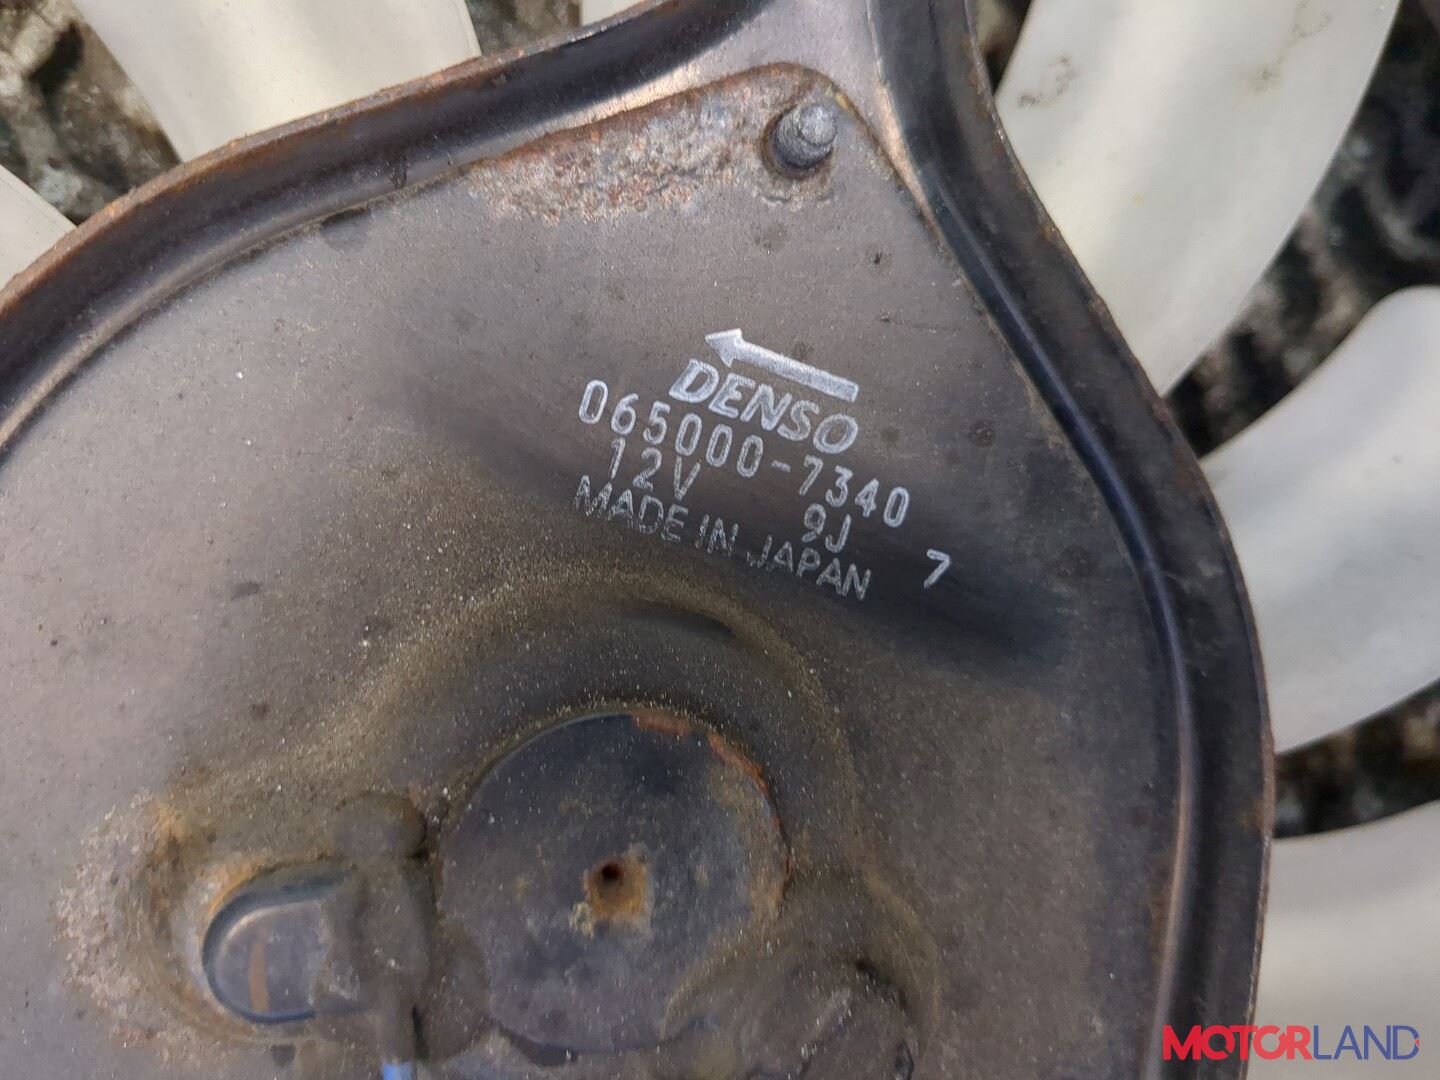 DENSO
065000-7340
12V 9J 7
MADE IN JAPAN
MOTORLAND